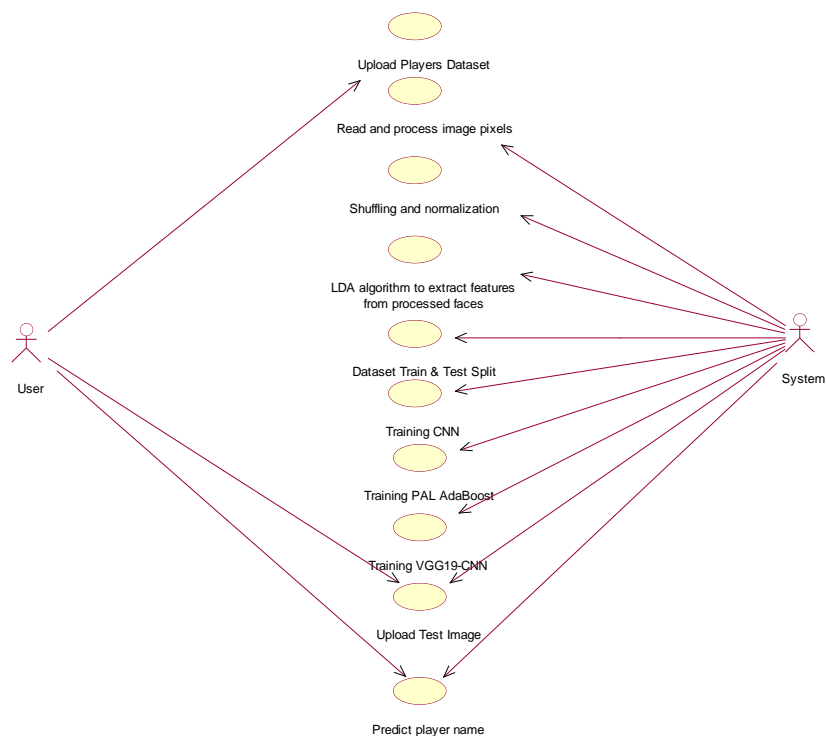 Upload Players Dataset
Read and process image pixels
Shuffling and normalization
LDA algorithm to extract features
from processed faces
User
System
Dataset Train & Test Split
Training CNN
Training PAL AdaBoost
Training VGG19-CNN
Upload Test Image
Predict player name